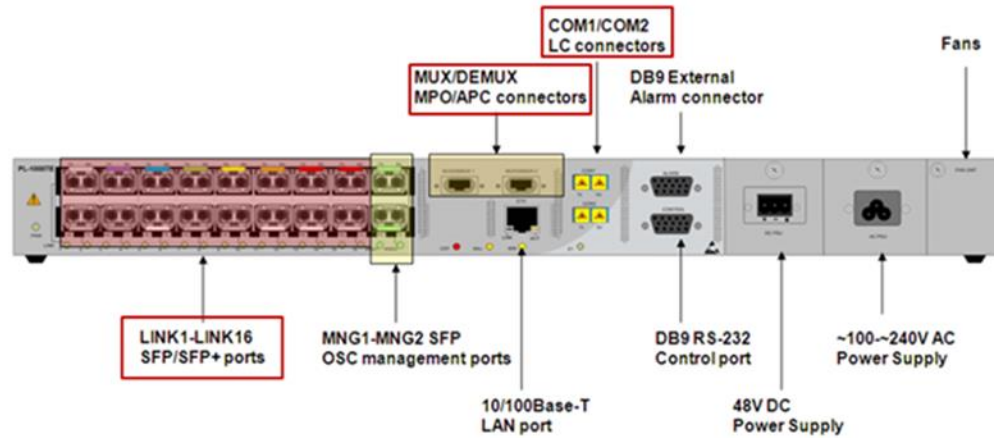 COM1/COM2
LC connectors
Fans
MUX/DEMUX
MPO/APC connectors
DB9 External
Alarm connector
LINK1-LINK16
SFP/SFP+ ports
MNG1-MNG2 SFP
OSC management ports
DB9 RS-232
Control port
~100-~240V AC
Power Supply
10/100Base-T
LAN port
48V DC
Power Supply